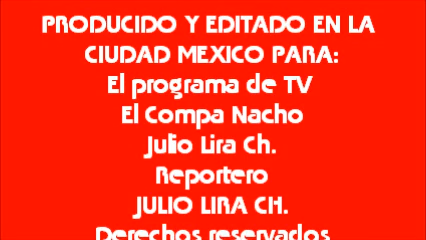 PRODUCIDO Y EDITADO EN LA
CIUDAD MEXICO PARA:
El programa de TV
El Compa Nacho
Julio Lira Ch.
Reportero
JULIO LIRA CH.
Derechos reservados